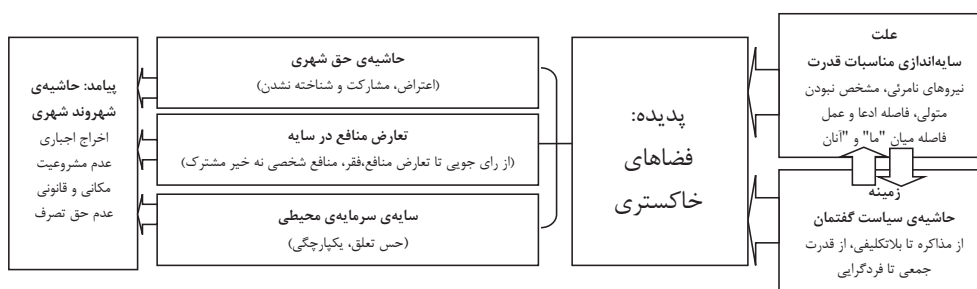 علت
سایه‌اندازی مناسبات قدرت
نیروهای نامرئی، مشخص نبودن
متولی، فاصله ادعا و عمل
فاصله میان "ما" و "آنان
زمینه
حاشیه‌ی سیاست گفتمان
از مذاکره تا بلاتکلیفی، از قدرت
جمعی تا فردگرایی
پدیده:
فضاهای
خاکستری
حاشیه‌ی حق شهری
(اعتراض، مشارکت و شناخته نشدن)
تعارض منافع در سایه
(از رای جویی تا تعارض منافع،فقر، منافع شخصی نه خیر مشترک)
سایه‌ی سرمایه‌ی محیطی
(حس تعلق، یکپارچگی)
پیامد: حاشیه‌ی
شهروند شهری
اخراج اجباری
عدم مشروعیت
مکانی و قانونی
عدم حق تصرف